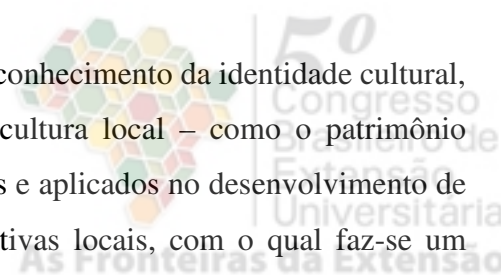 conhecimento da identidade cultural,
cultura local – como o patrimônio
s e aplicados no desenvolvimento de
tivas locais, com o qual faz-se um
5º
Congresso
Brasileiro de
Extensão
Universitária
As Fronteiras da Extensão